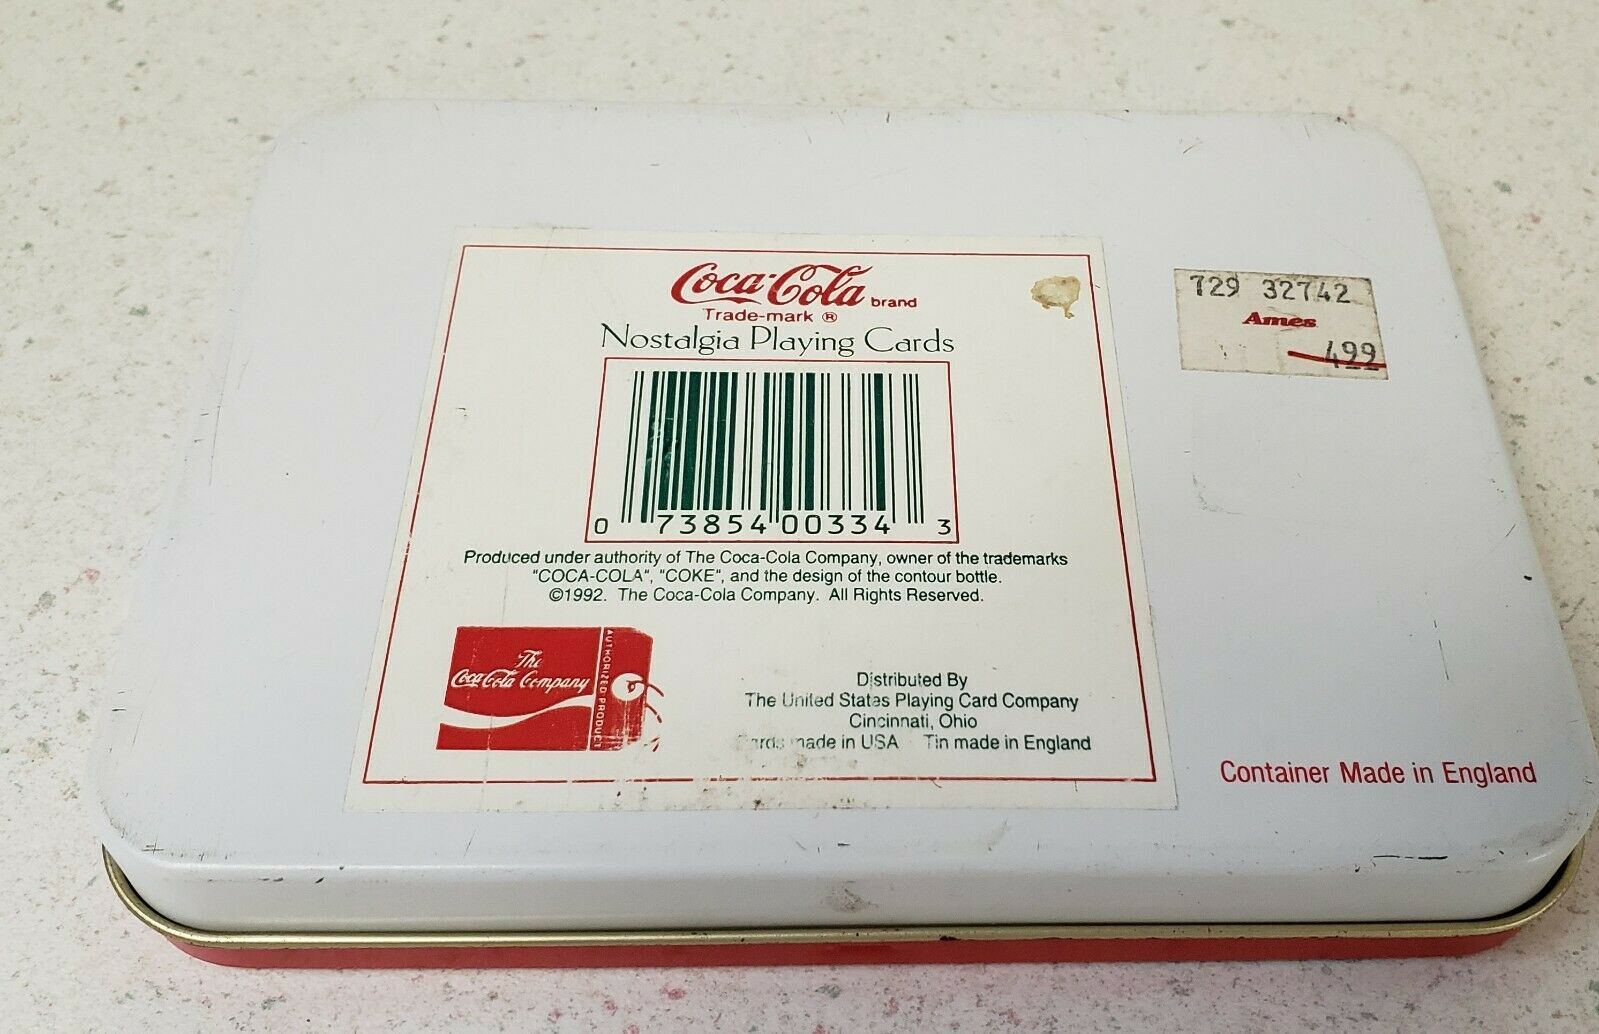 Coca-Cola brand
Trade-mark ®
Nostalgia Playing Cards
0 73854 00334 3
Produced under authority of The Coca-Cola Company, owner of the trademarks
"COCA-COLA", "COKE", and the design of the contour bottle.
©1992. The Coca-Cola Company. All Rights Reserved.
The
Coca-Cola Company
AUTHORIZED PRODUCT
Distributed By
The United States Playing Card Company
Cincinnati, Ohio
Cards made in USA Tin made in England
729 32742
Ames
499
Container Made in England